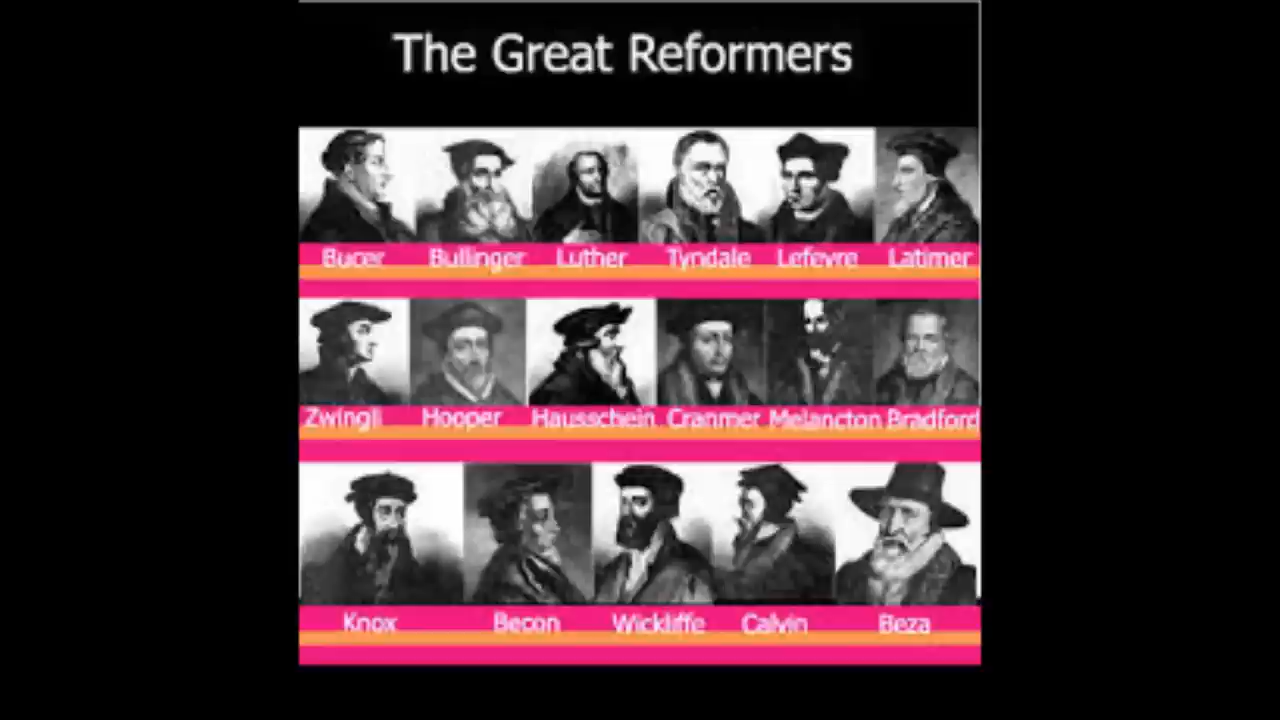 The Great Reformers
Bucer Bullinger Luther Tyndale Lefevre Latimer
Zwingli Hooper Hausschein Cranmer Melancton Bradford
Knox Becon Wickliffe Calvin Beza